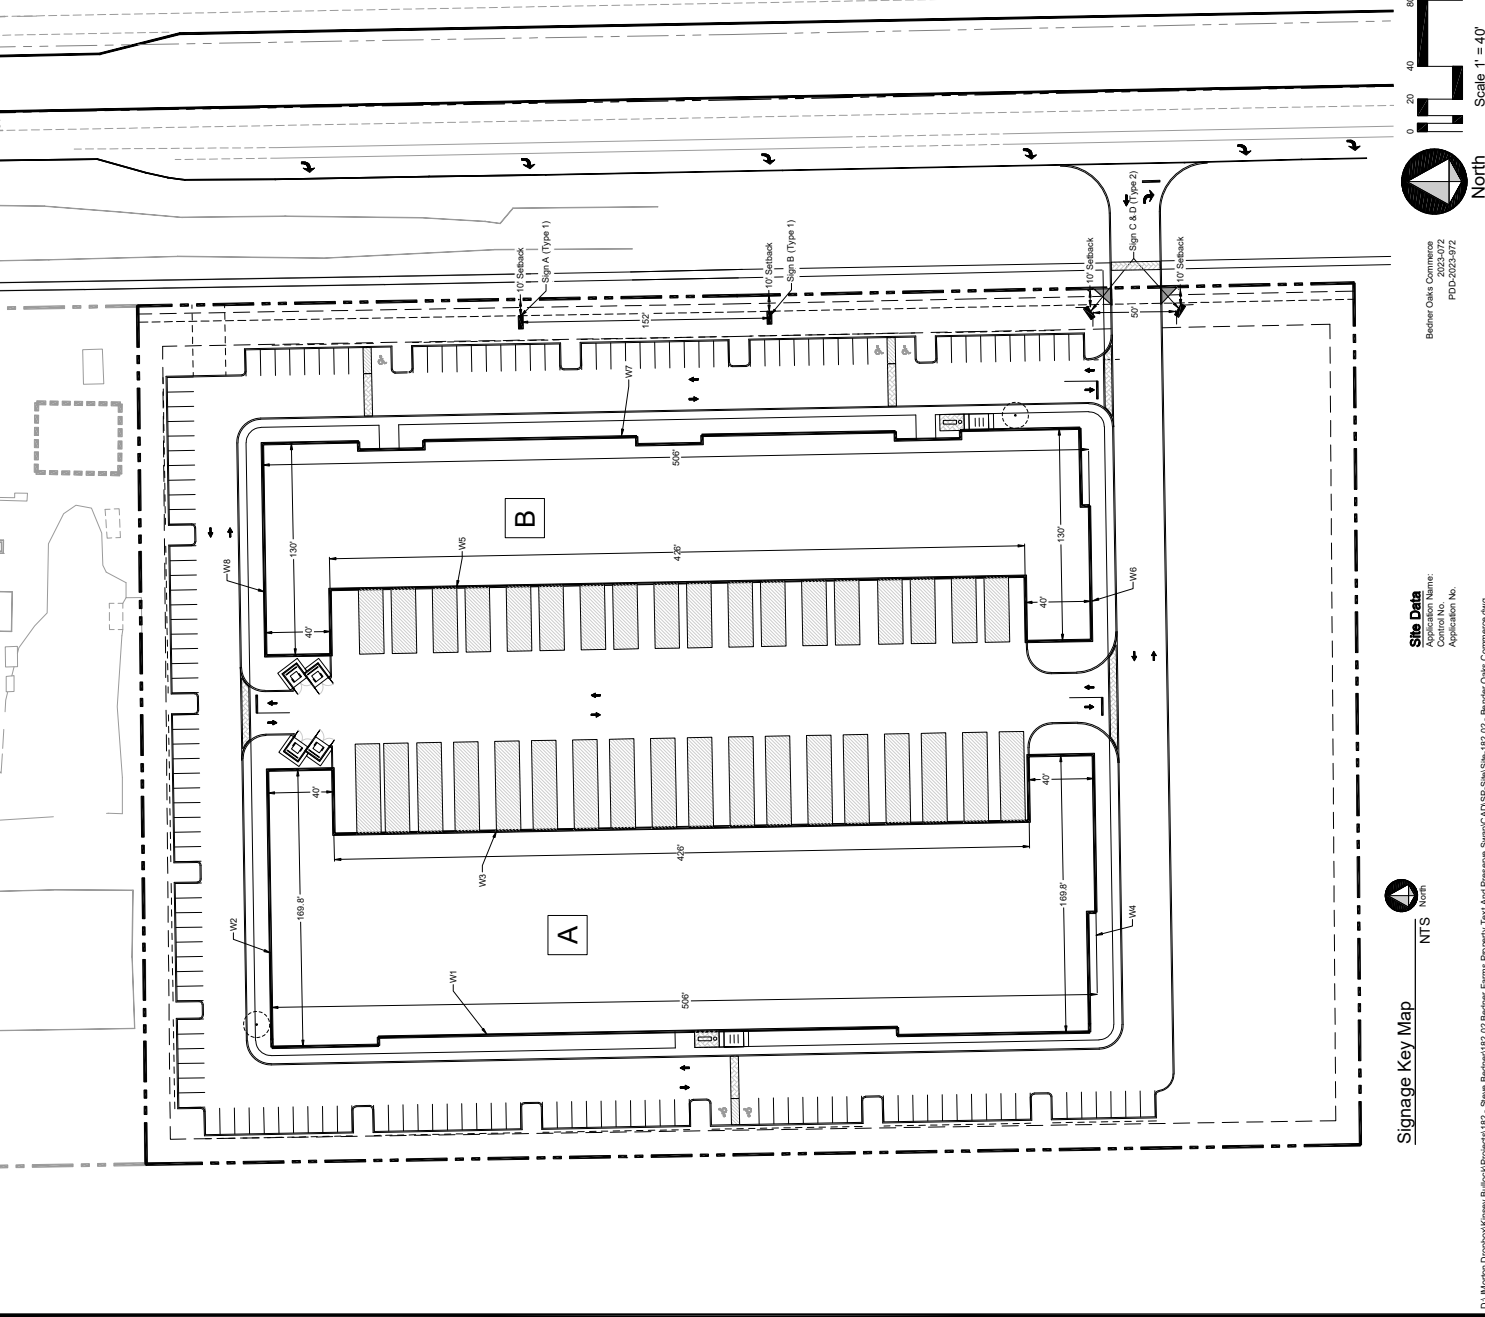 80
40
20
0
Scale 1' = 40'
North
Bedner Oaks Commerce
2023-072
PDD-2023-972
Site Data
Application Name:
Control No.
Application No.
Sign C & D (Type 2)
10' Setback
Sign A (Type 1)
10' Setback
Sign B (Type 1)
10' Setback
10' Setback
152'
50'
W7
506'
B
130'
130'
W5
426'
W8
W6
40'
40'
40'
40'
426'
W3
169.8'
169.8'
A
W2
W4
W1
506'
North
NTS
Signage Key Map